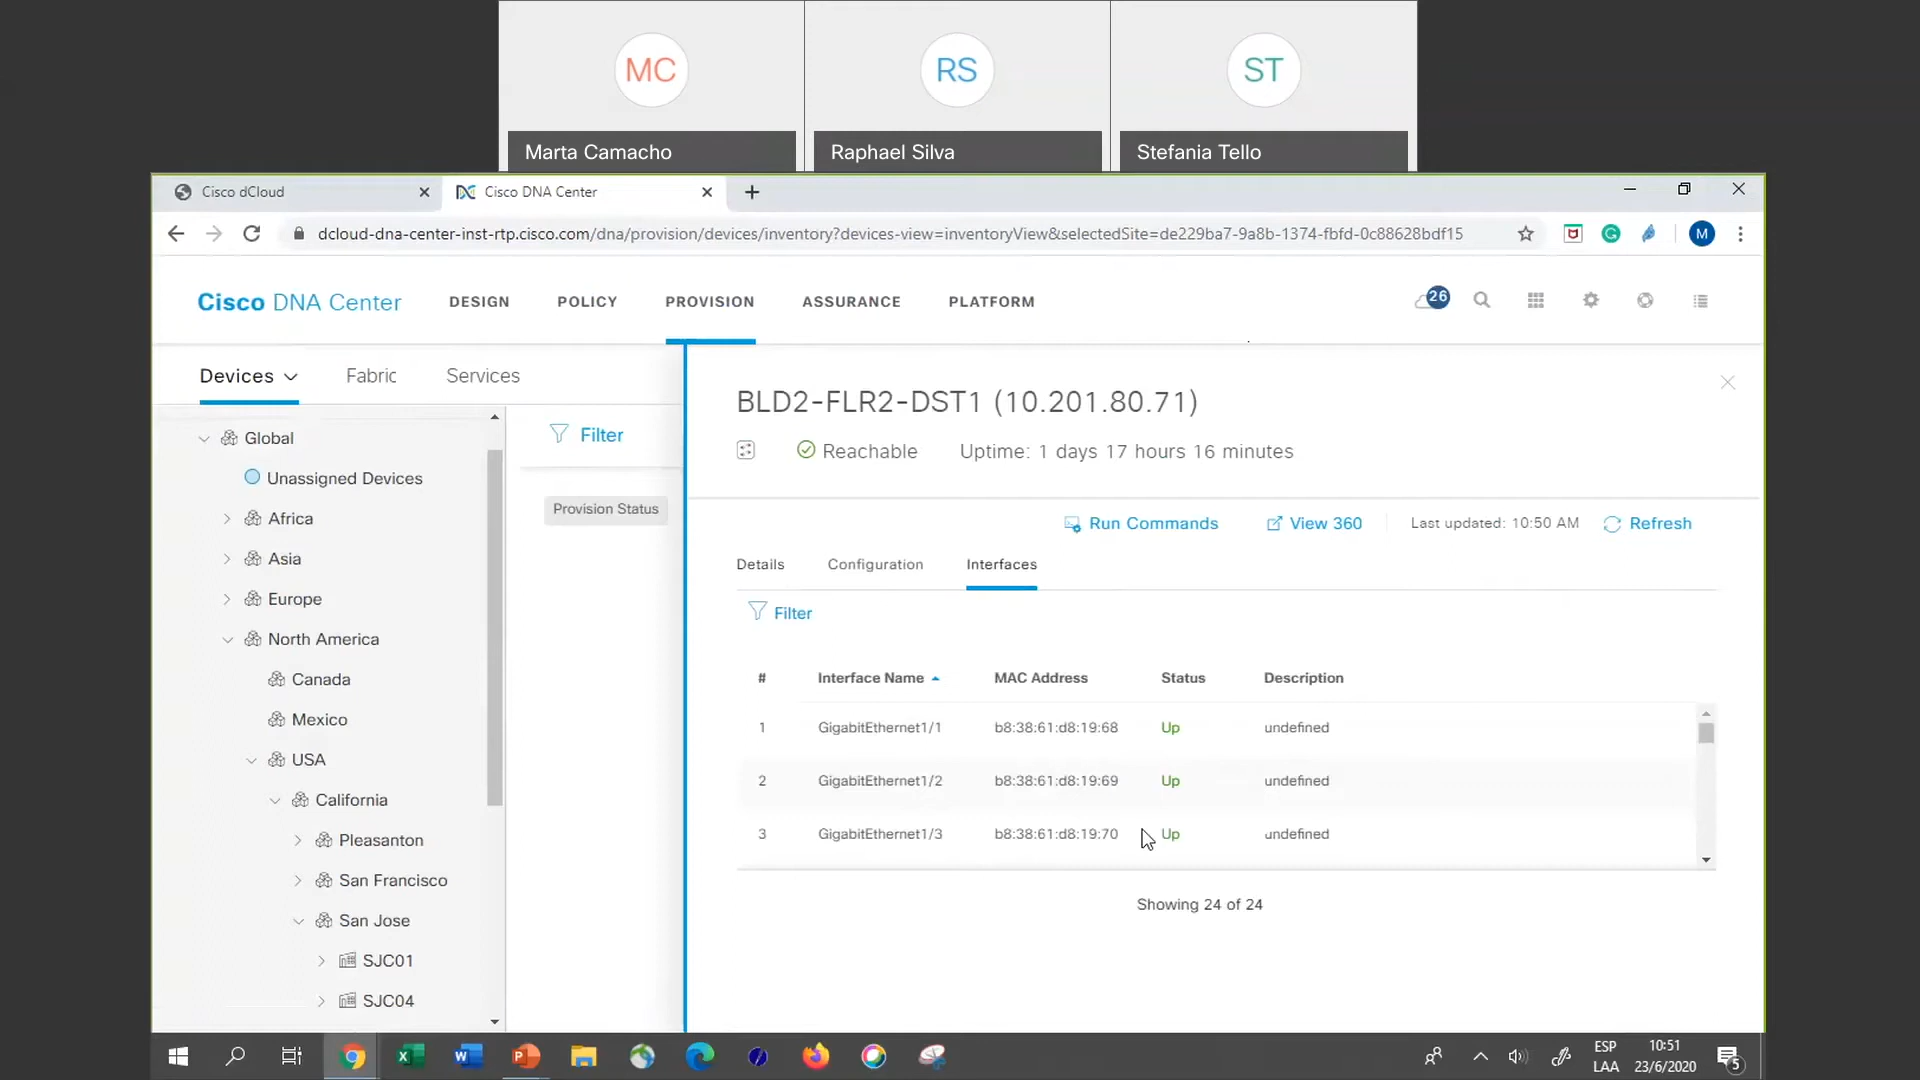 MC
RS
ST
Marta Camacho
Raphael Silva
Stefania Tello
Cisco dCloud
Cisco DNA Center
dcloud-dna-center-inst-rtp.cisco.com/dna/provision/devices/inventory?devices-view=inventoryView&selectedSite=de229ba7-9a8b-1374-fbfd-0c88628bdf15
M
Cisco DNA Center
DESIGN
POLICY
PROVISION
ASSURANCE
PLATFORM
26
Devices
Fabric
Services
Global
Unassigned Devices
Africa
Asia
Europe
North America
Canada
Mexico
USA
California
Pleasanton
San Francisco
San Jose
SJC01
SJC04
Filter
Provision Status
BLD2-FLR2-DST1 (10.201.80.71)
Reachable
Uptime: 1 days 17 hours 16 minutes
Run Commands
View 360
Last updated: 10:50 AM
Refresh
Details
Configuration
Interfaces
Filter
# Interface Name MAC Address Status Description
1 GigabitEthernet1/1 b8:38:61:d8:19:68 Up undefined
2 GigabitEthernet1/2 b8:38:61:d8:19:69 Up undefined
3 GigabitEthernet1/3 b8:38:61:d8:19:70 Up undefined
Showing 24 of 24
ESP
LAA
10:51
23/6/2020
5